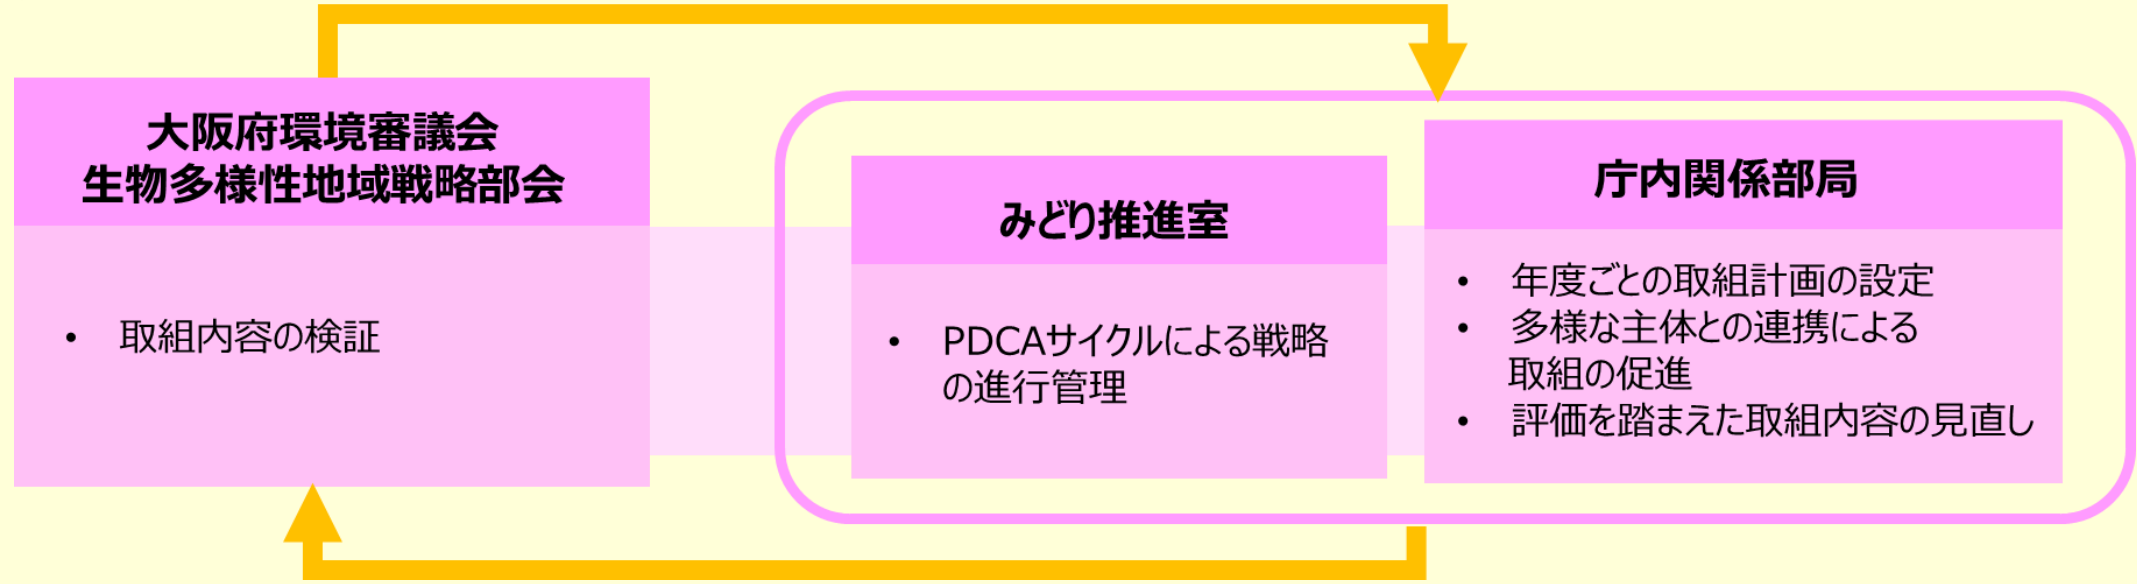 大阪府環境審議会
生物多様性地域戦略部会
• 取組内容の検証
みどり推進室
• PDCAサイクルによる戦略
の進行管理
庁内関係部局
• 年度ごとの取組計画の設定
• 多様な主体との連携による
取組の促進
• 評価を踏まえた取組内容の見直し